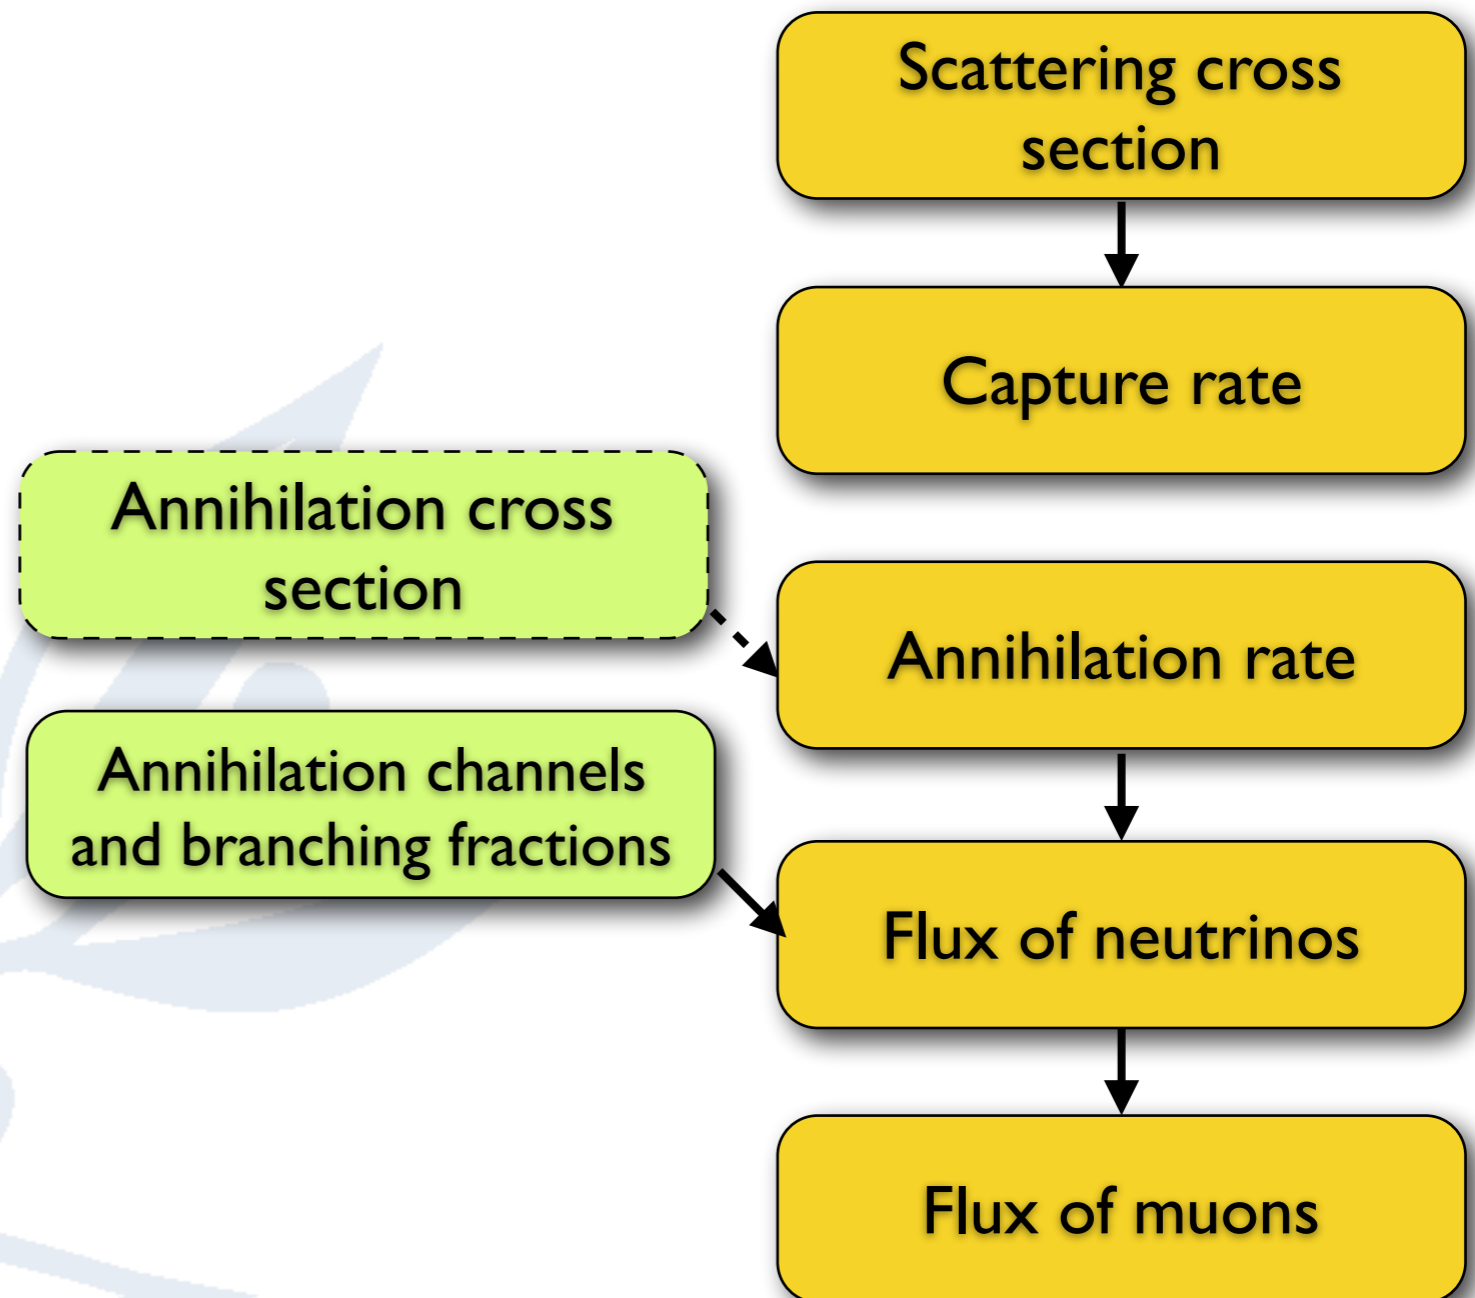 Scattering cross
section
Capture rate
Annihilation cross
section
Annihilation rate
Annihilation channels
and branching fractions
Flux of neutrinos
Flux of muons